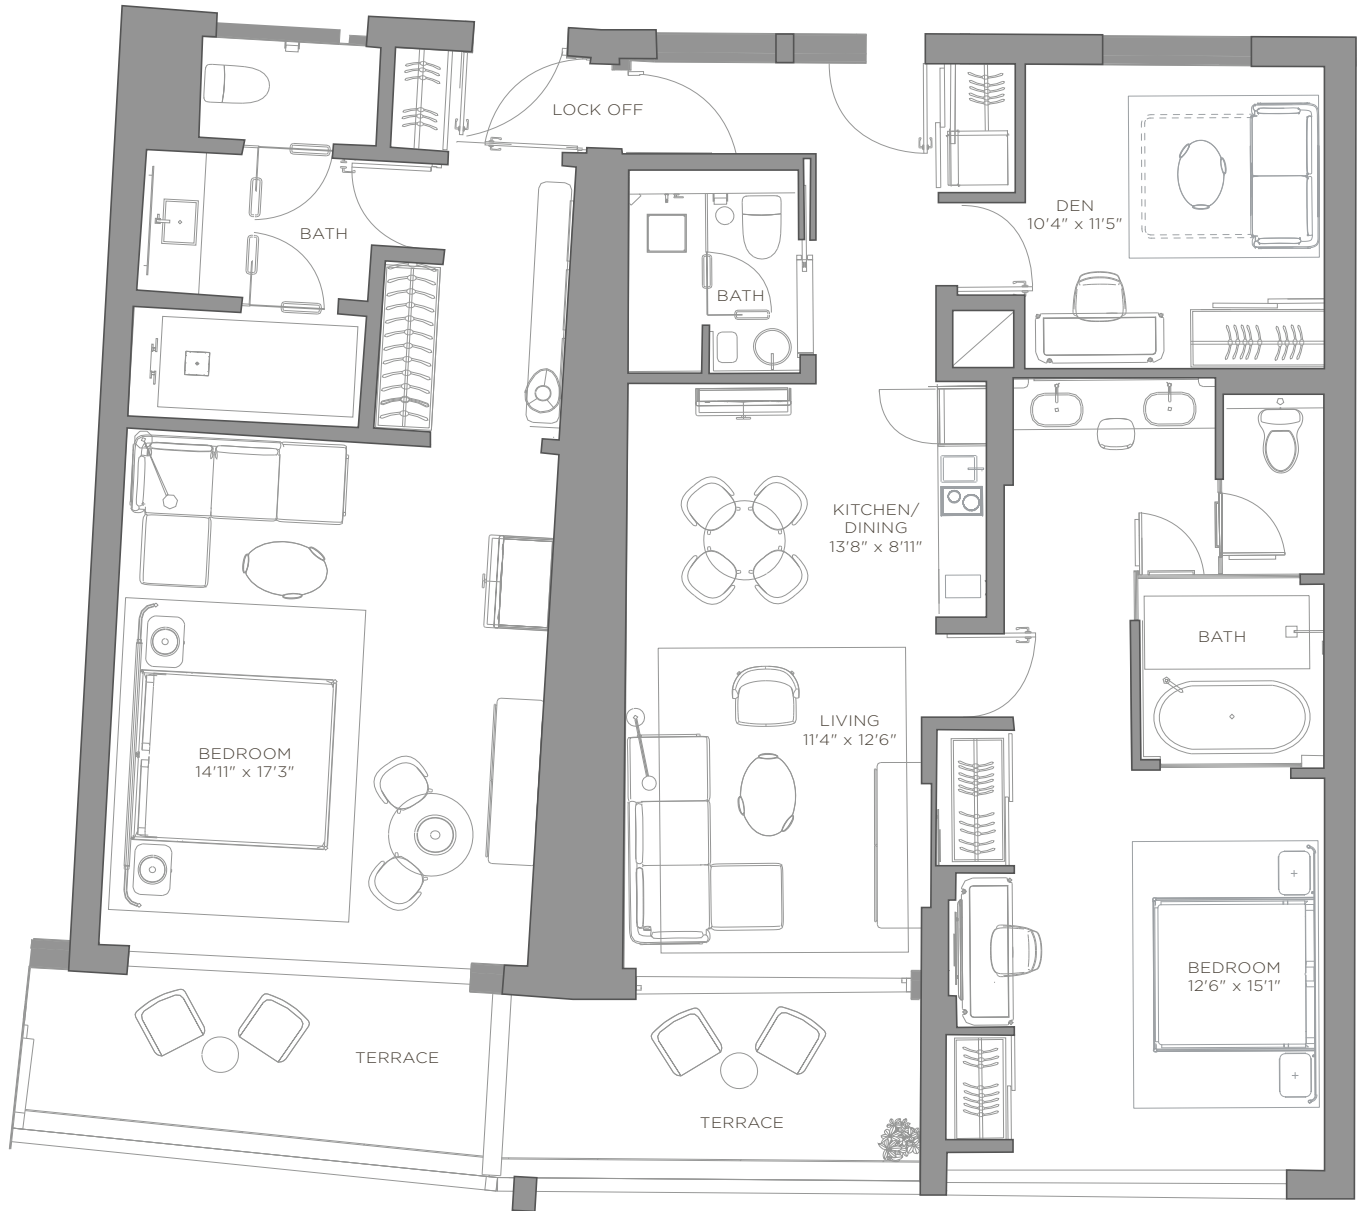 LOCK OFF
DEN
10'4" x 11'5"
BATH
BATH
KITCHEN/
DINING
13'8" x 8'11"
BATH
LIVING
11'4" x 12'6"
BEDROOM
14'11" x 17'3"
BEDROOM
12'6" x 15'1"
TERRACE
TERRACE